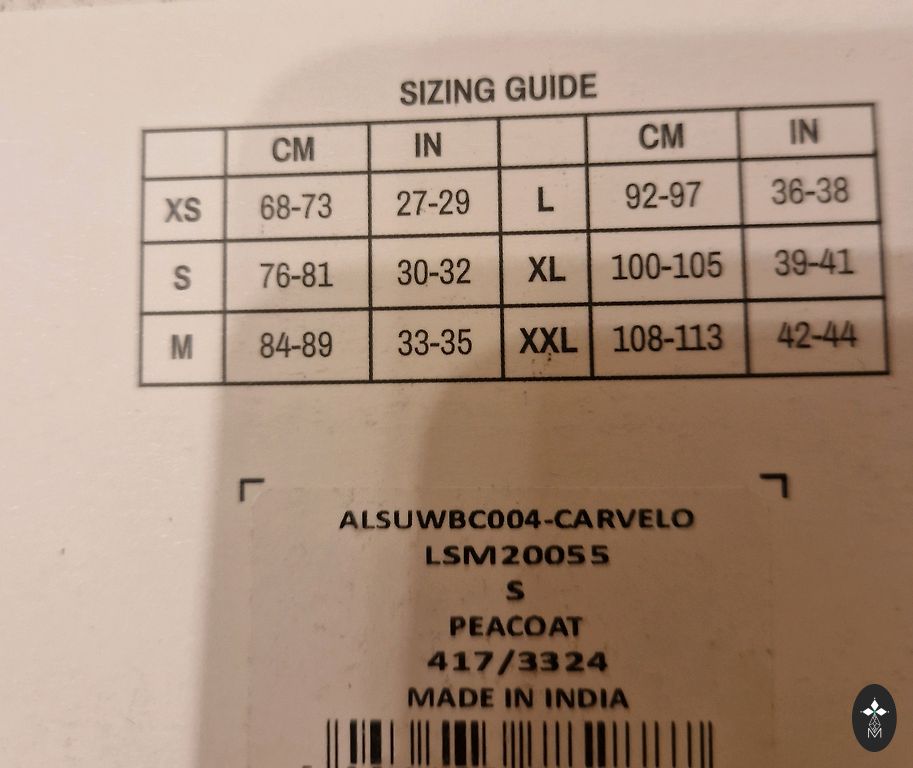 SIZING GUIDE
CM IN CM IN
XS 68-73 27-29 L 92-97 36-38
S 76-81 30-32 XL 100-105 39-41
M 84-89 33-35 XXL 108-113 42-44
ALSUWBC004-CARVELO
LSM20055
S
PEACOAT
417/3324
MADE IN INDIA
M